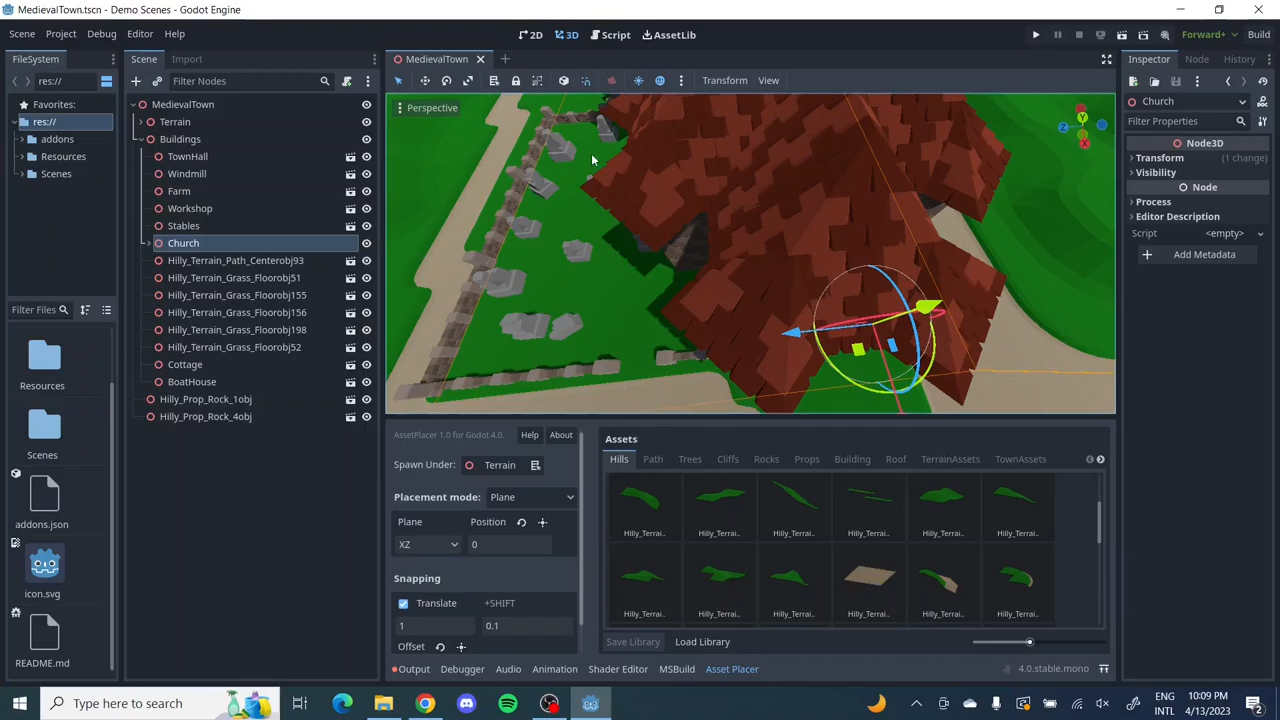 MedievalTown.tscn - Demo Scenes - Godot Engine
Scene Project Debug Editor Help
2D 3D Script AssetLib
Forward+ Build
FileSystem
res://
Favorites:
res://
addons
Resources
Scenes
Filter Files
Resources
Scenes
addons.json
icon.svg
README.md
Scene Import
Filter Nodes
MedievalTown
Terrain
Buildings
TownHall
Windmill
Farm
Workshop
Stables
Church
Hilly_Terrain_Path_Centerobj93
Hilly_Terrain_Grass_Floorobj51
Hilly_Terrain_Grass_Floorobj155
Hilly_Terrain_Grass_Floorobj156
Hilly_Terrain_Grass_Floorobj198
Hilly_Terrain_Grass_Floorobj52
Cottage
BoatHouse
Hilly_Prop_Rock_1obj
Hilly_Prop_Rock_4obj
MedievalTown
Transform View
Perspective
Y
Z
X
AssetPlacer 1.0 for Godot 4.0. Help About
Spawn Under: Terrain
Placement mode: Plane
Plane Position
XZ 0
Snapping
Translate +SHIFT
1 0.1
Offset
Assets
Hills Path Trees Cliffs Rocks Props Building Roof TerrainAssets TownAssets
Hilly_Terrai.. Hilly_Terrai.. Hilly_Terrai.. Hilly_Terrai.. Hilly_Terrai.. Hilly_Terrai..
Hilly_Terrai.. Hilly_Terrai.. Hilly_Terrai.. Hilly_Terrai.. Hilly_Terrai.. Hilly_Terrai..
Save Library Load Library
Output Debugger Audio Animation Shader Editor MSBuild Asset Placer 4.0.stable.mono
Inspector Node History
Church
Filter Properties
Node3D
Transform (1 change)
Visibility
Node
Process
Editor Description
Script <empty>
Add Metadata
Type here to search
ENG
INTL
10:09 PM
4/13/2023
2